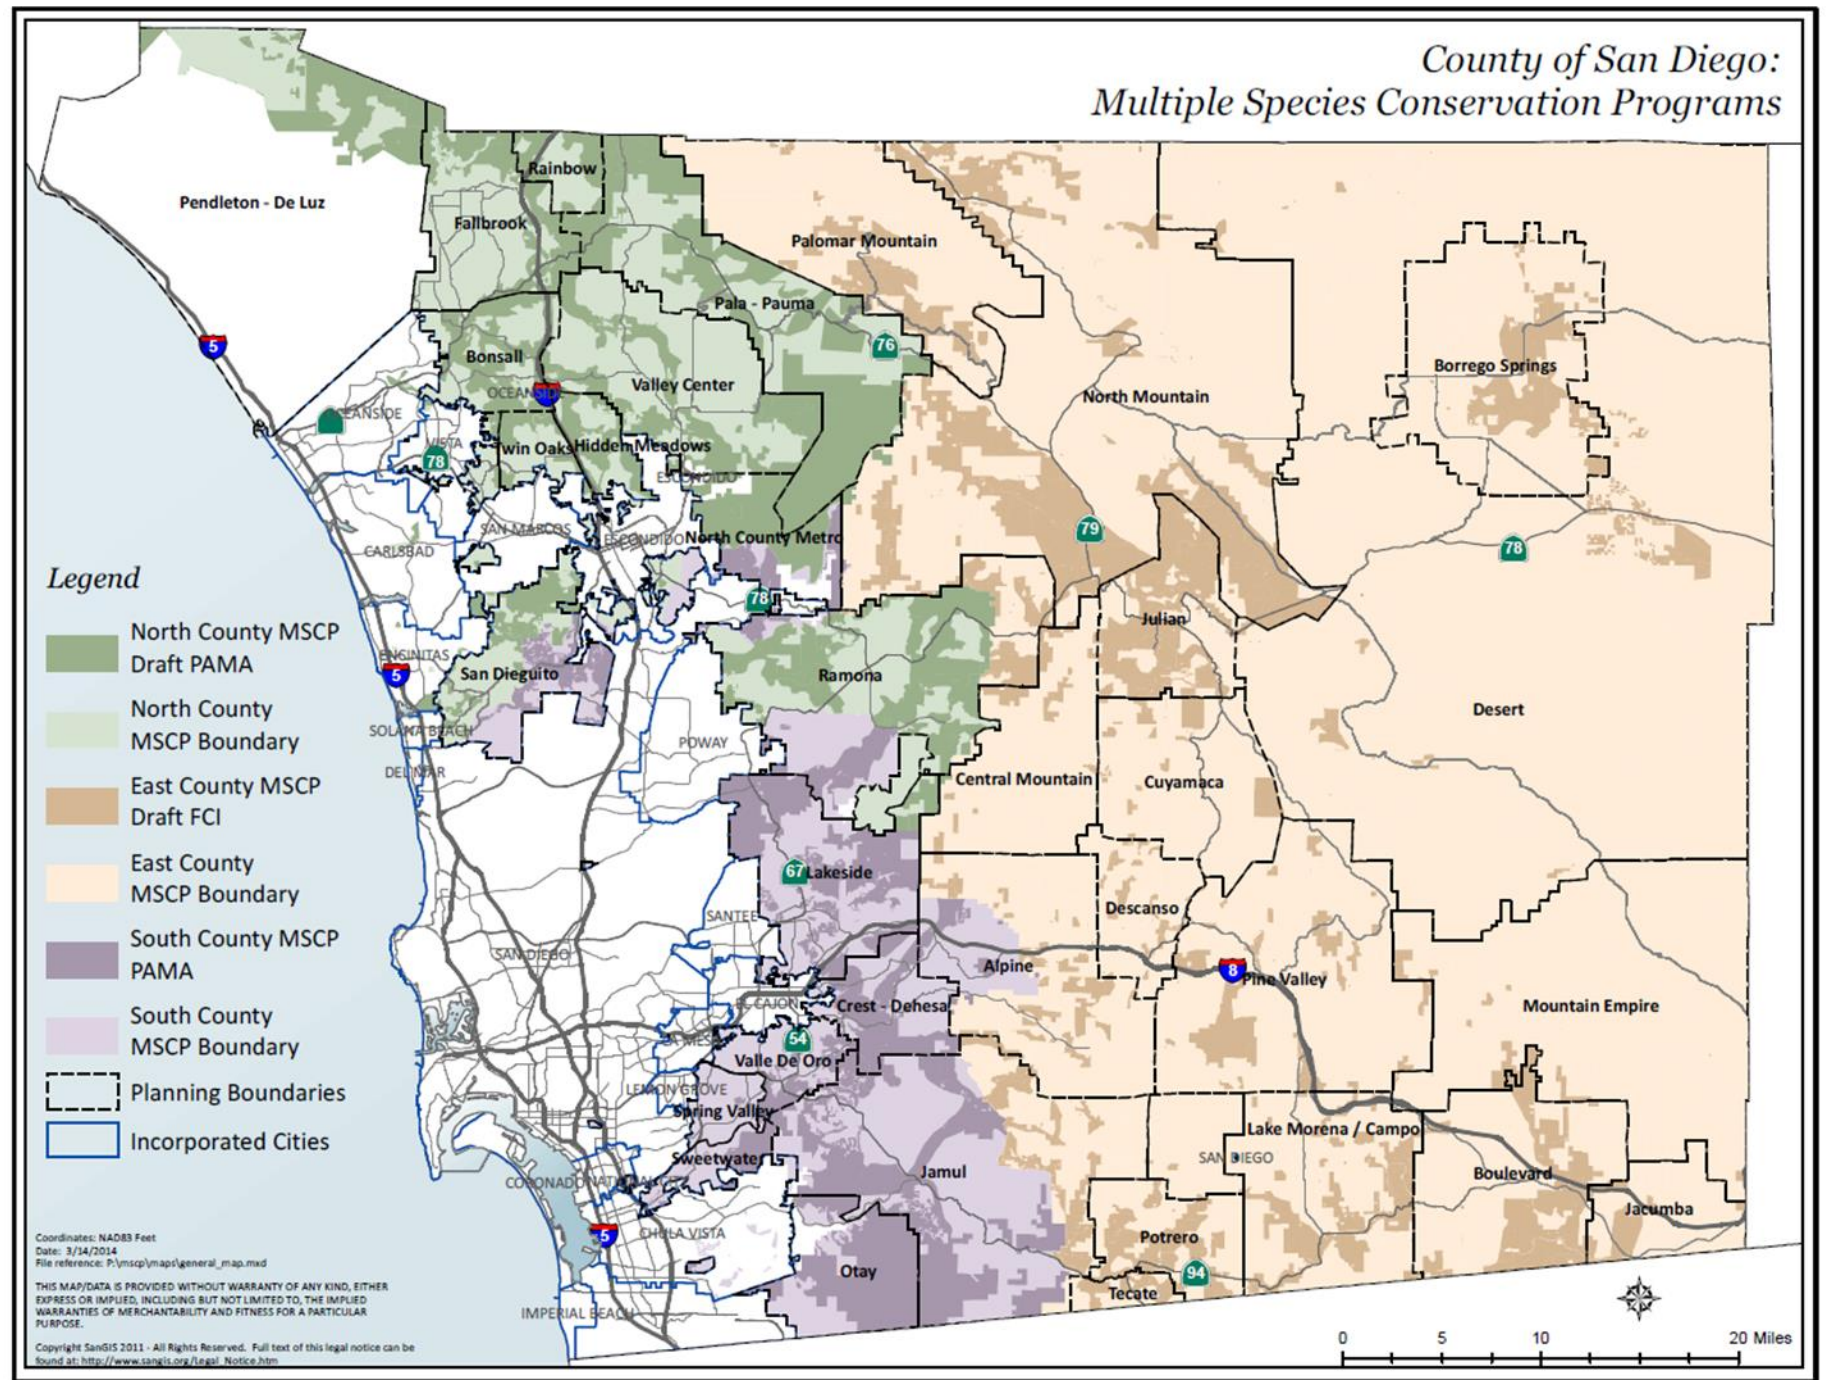 County of San Diego:
Multiple Species Conservation Programs
Rainbow
Pendleton - De Luz
Fallbrook
Palomar Mountain
Pala - Pauma
5
76
Bonsall
Borrego Springs
Valley Center
OCEANSIDE
North Mountain
VISTA
78
Twin Oaks
Hidden Meadows
ESCONDIDO
SAN MARCOS
79
ESCONDIDO
North County Metro
78
CARLSBAD
Legend
78
North County MSCP
Draft PAMA
Julian
ENCINITAS
5
San Dieguito
Ramona
North County
MSCP Boundary
Desert
SOLANA BEACH
POWAY
DEL MAR
Central Mountain
Cuyamaca
East County MSCP
Draft FCI
East County
MSCP Boundary
67
Lakeside
Descanso
SANTEE
South County MSCP
PAMA
SAN DIEGO
Alpine
8
Pine Valley
EL CAJON
Crest - Dehesa
Mountain Empire
South County
MSCP Boundary
54
Valle De Oro
Planning Boundaries
LEMON GROVE
Spring Valley
Lake Morena / Campo
Incorporated Cities
Sweetwater
SAN DIEGO
Jamul
Boulevard
CORONADO
Jacumba
5
CHULA VISTA
Potrero
Otay
94
Tecate
IMPERIAL BEACH
Coordinates: NAD83 Feet
Date: 3/14/2014
File reference: P:\mscp\maps\general_map.mxd
THIS MAP/DATA IS PROVIDED WITHOUT WARRANTY OF ANY KIND, EITHER
EXPRESS OR IMPLIED, INCLUDING BUT NOT LIMITED TO, THE IMPLIED
WARRANTIES OF MERCHANTABILITY AND FITNESS FOR A PARTICULAR
PURPOSE.
Copyright SanGIS 2011 - All Rights Reserved. Full text of this legal notice can be
found at: http://www.sangis.org/Legal_Notice.htm
0 5 10 20 Miles